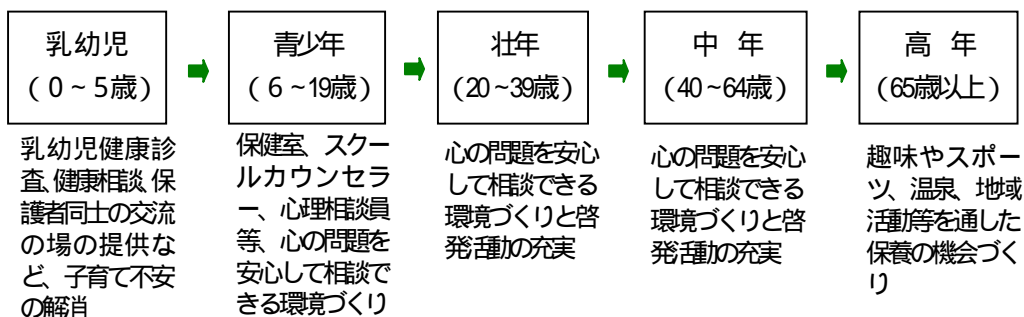 乳幼児
（０~５歳）
乳幼児健康診
査、健康相談、保
護者同士の交流
の場の提供な
ど、子育て不安
の解消
青少年
（６~19歳）
保健室、スクー
ルカウンセラ
ー、心理相談員
等、心の問題を
安心して相談で
きる環境づくり
壮年
（20~39歳）
心の問題を安心
して相談できる
環境づくりと啓
発活動の充実
中 年
（40~64歳）
心の問題を安心
して相談できる
環境づくりと啓
発活動の充実
高 年
（65歳以上）
趣味やスポー
ツ、温泉、地域
活動等を通した
保養の機会づく
り